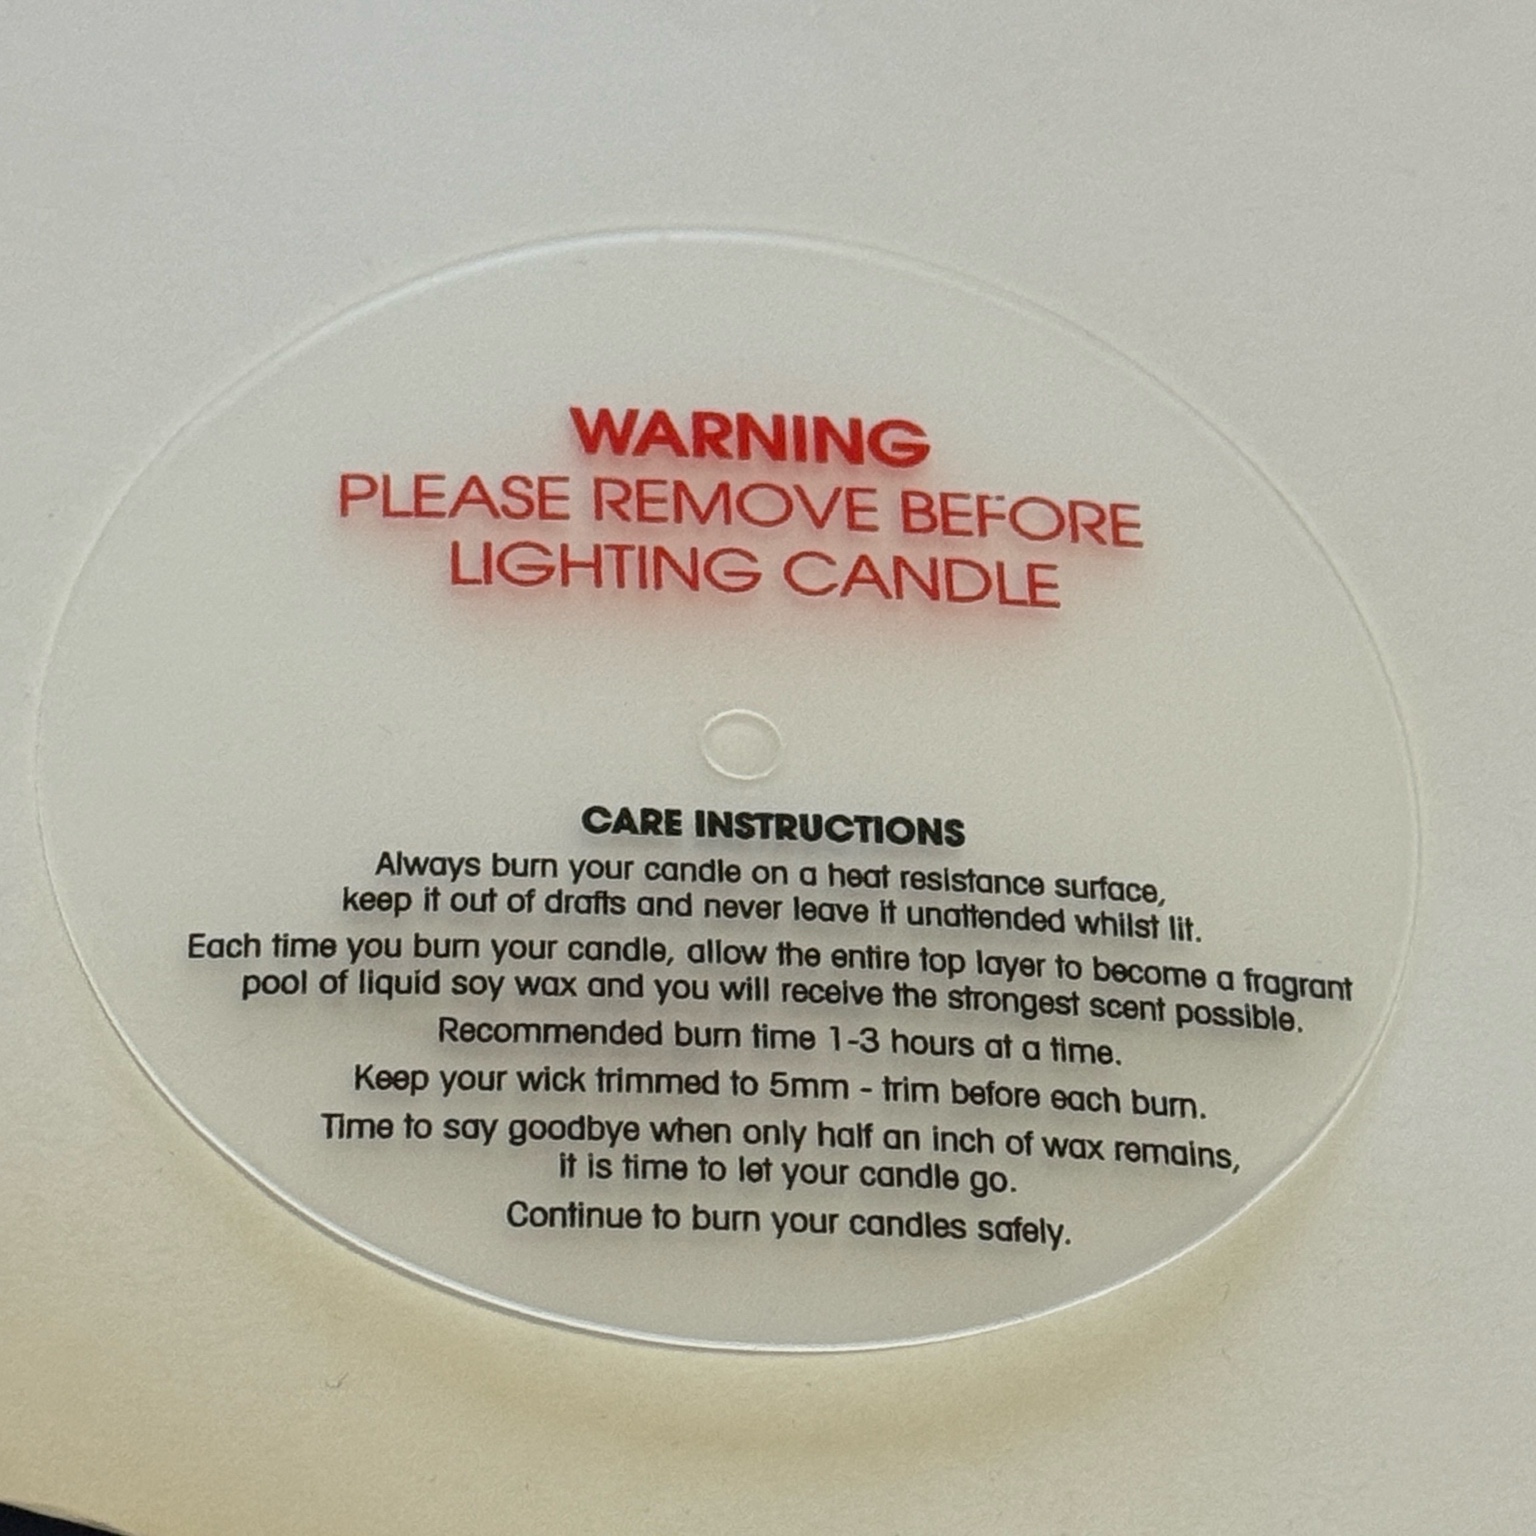 WARNING
PLEASE REMOVE BEFORE
LIGHTING CANDLE
CARE INSTRUCTIONS
Always burn your candle on a heat resistance surface,
keep it out of drafts and never leave it unattended whilst lit.
Each time you burn your candle, allow the entire top layer to become a fragrant
pool of liquid soy wax and you will receive the strongest scent possible.
Recommended burn time 1-3 hours at a time.
Keep your wick trimmed to 5mm - trim before each burn.
Time to say goodbye when only half an inch of wax remains,
it is time to let your candle go.
Continue to burn your candles safely.